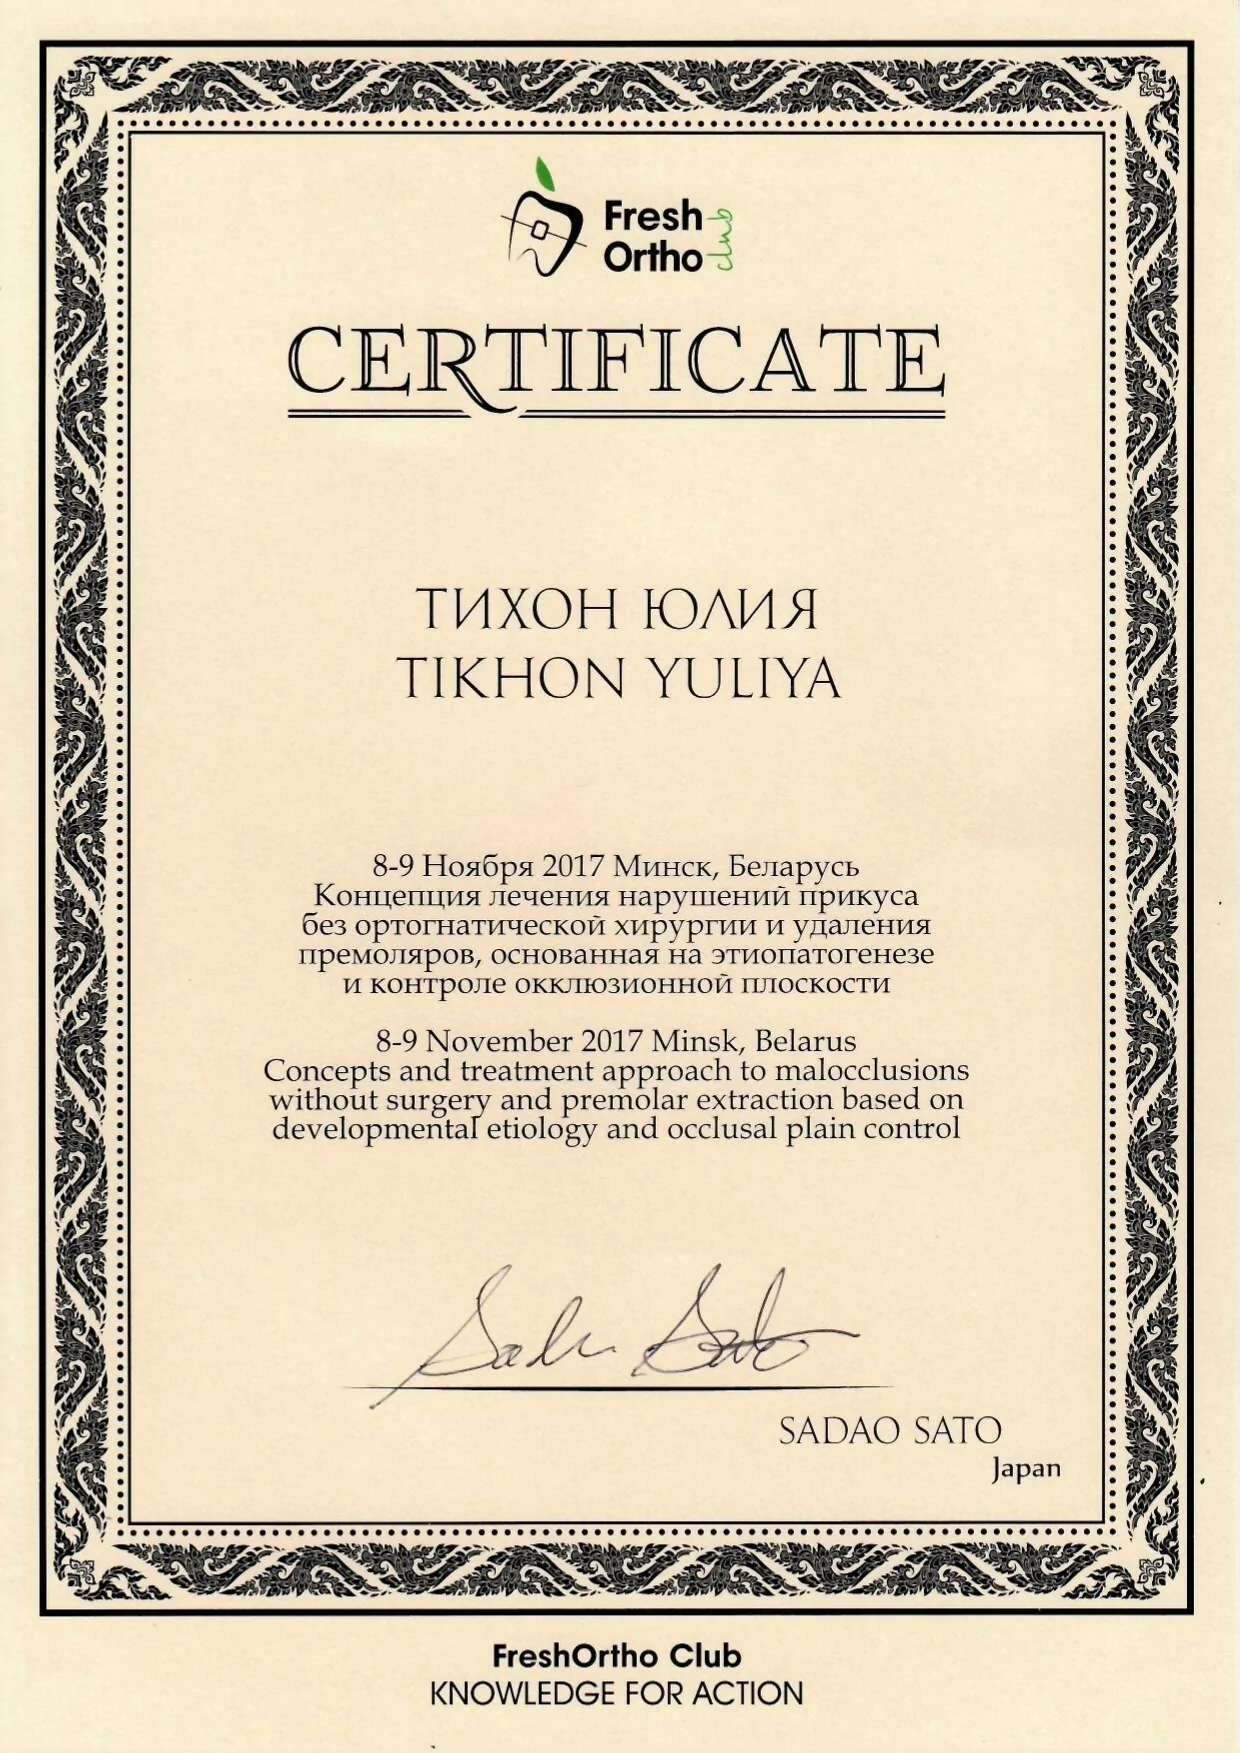 Fresh
Ortho
club
CERTIFICATE
ТИХОН ЮЛИЯ
TIKHON YULIYA
8-9 Ноября 2017 Минск, Беларусь
Концепция лечения нарушений прикуса
без ортогнатической хирургии и удаления
премоляров, основанная на этиопатогенезе
и контроле окклюзионной плоскости
8-9 November 2017 Minsk, Belarus
Concepts and treatment approach to malocclusions
without surgery and premolar extraction based on
developmental etiology and occlusal plain control
Sadao Sato
SADAO SATO
Japan
FreshOrtho Club
KNOWLEDGE FOR ACTION